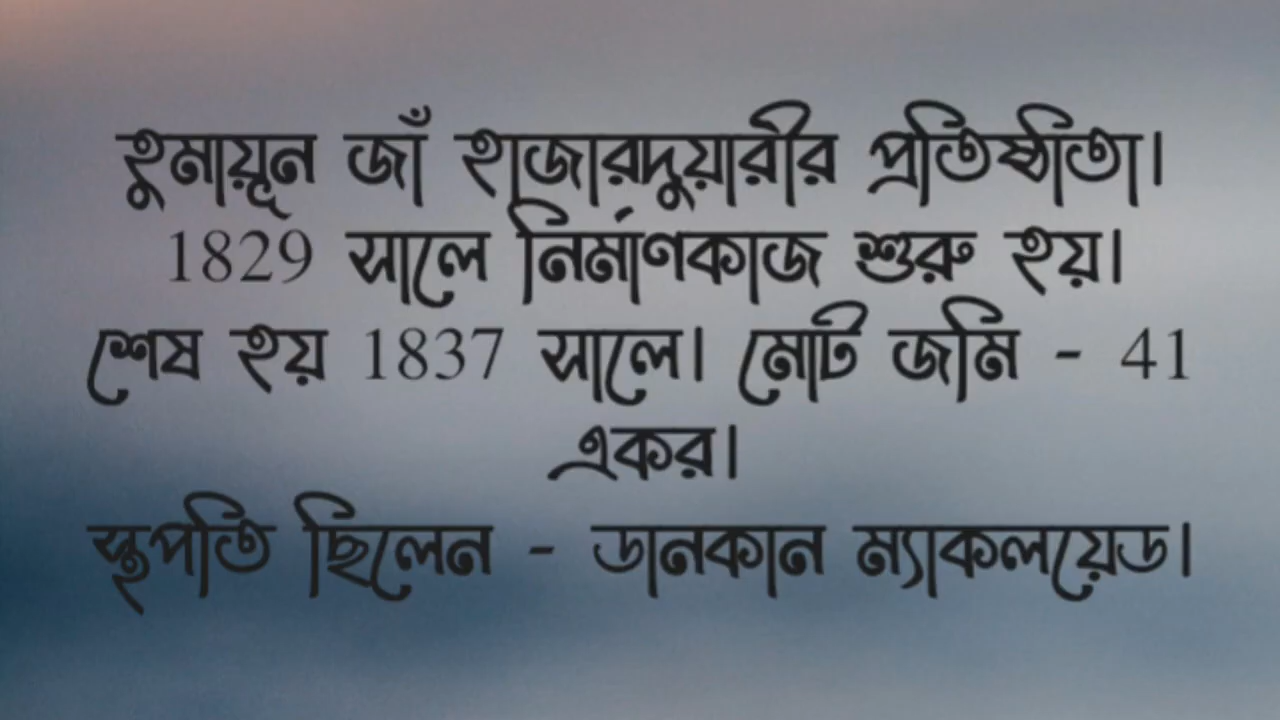 হুমায়ূন জাঁ হাজারদুয়ারীর প্রতিষ্ঠাতা।
1829 সালে নির্মাণকাজ শুরু হয়।
শেষ হয় 1837 সালে। মোট জমি - 41
একর।
স্থপতি ছিলেন - ডানকান ম্যাকলয়েড।